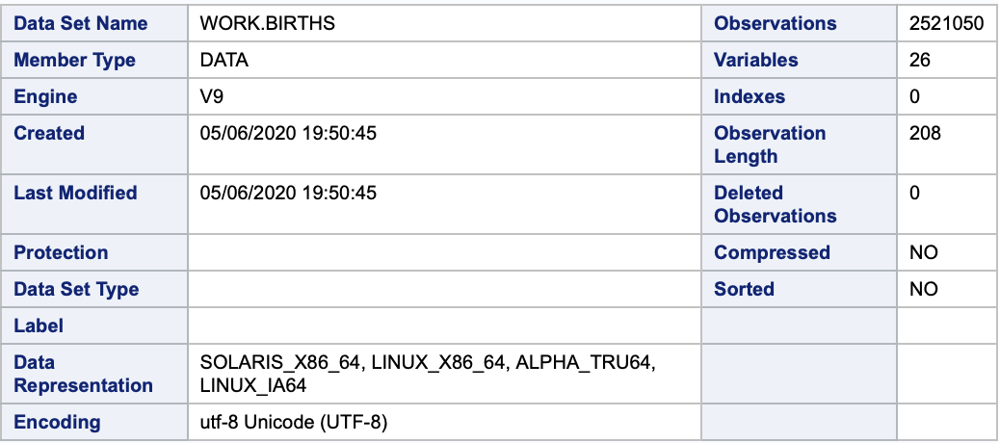 Data Set Name WORK.BIRTHS Observations 2521050
Member Type DATA Variables 26
Engine V9 Indexes 0
Created 05/06/2020 19:50:45 Observation 208
Length
Last Modified 05/06/2020 19:50:45 Deleted 0
Observations
Protection Compressed NO
Data Set Type Sorted NO
Label
Data SOLARIS_X86_64, LINUX_X86_64, ALPHA_TRU64,
Representation LINUX_IA64
Encoding utf-8 Unicode (UTF-8)